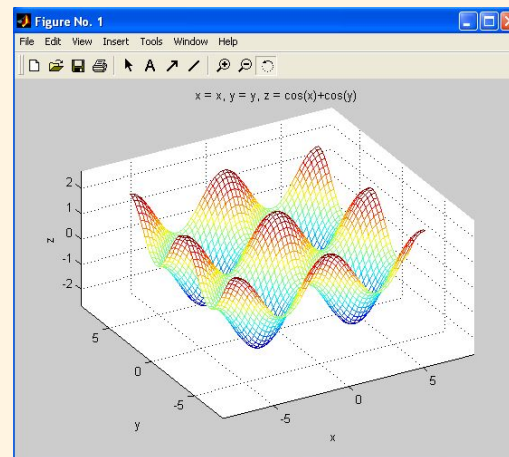 Figure No. 1
File Edit View Insert Tools Window Help
A
x = x, y = y, z = cos(x)+cos(y)
2
1
0
-1
-2
z
5
0
-5
y
-5
0
5
x